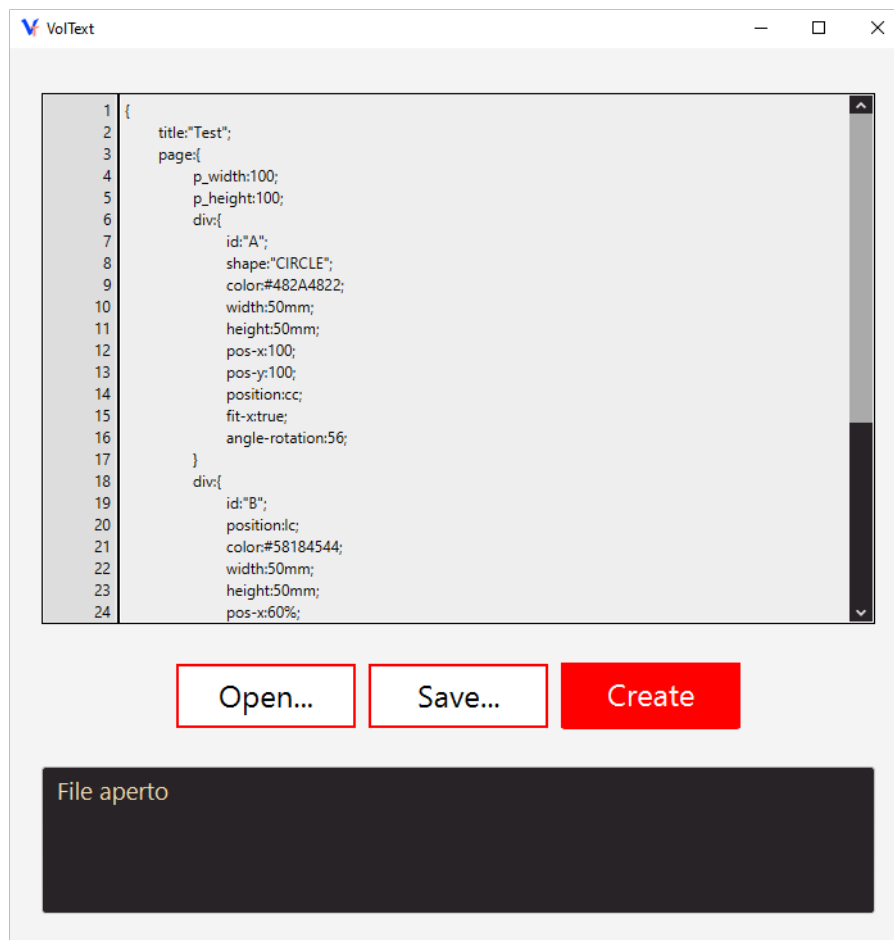 VolText
1 {
2 title:"Test";
3 page:{
4 p_width:100;
5 p_height:100;
6 div:{
7 id:"A";
8 shape:"CIRCLE";
9 color:#482A4822;
10 width:50mm;
11 height:50mm;
12 pos-x:100;
13 pos-y:100;
14 position:cc;
15 fit-x:true;
16 angle-rotation:56;
17 }
18 div:{
19 id:"B";
20 position:lc;
21 color:#58184544;
22 width:50mm;
23 height:50mm;
24 pos-x:60%;
Open... Save... Create
File aperto